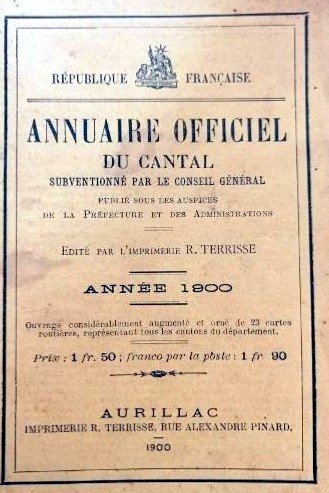 RÉPUBLIQUE FRANÇAISE
ANNUAIRE OFFICIEL
DU CANTAL
SUBVENTIONNÉ PAR LE CONSEIL GÉNÉRAL
PUBLIÉ SOUS LES AUSPICES
DE LA PRÉFECTURE ET DES ADMINISTRATIONS
EDITÉ PAR L'IMPRIMERIE R. TERRISSE
ANNÉE 1900
Ouvrage considérablement augmenté et orné de 23 cartes
routières, représentant tous les cantons du département.
Prix : 1 fr. 50 ; franco par la poste : 1 fr 90
AURILLAC
IMPRIMERIE R. TERRISSE, RUE ALEXANDRE PINARD.
1900